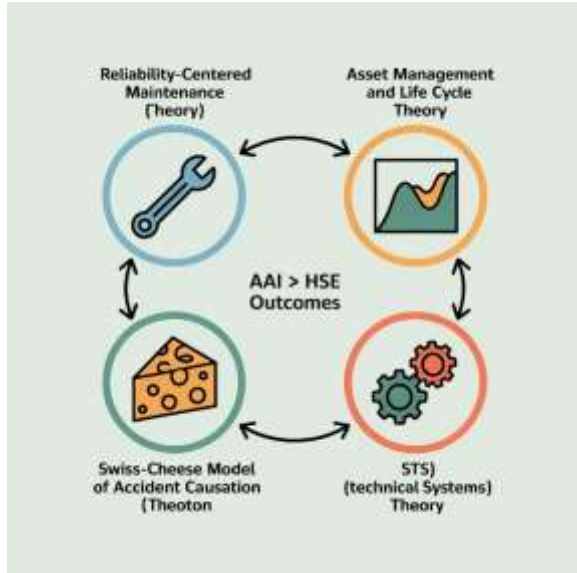 Reliability-Centered
Maintenance
(Theory)
Asset Management
and Life Cycle
Theory
AAI > HSE
Outcomes
Swiss-Cheese Model
of Accident Causation
(Theoton
STS)
(technical Systems)
Theory